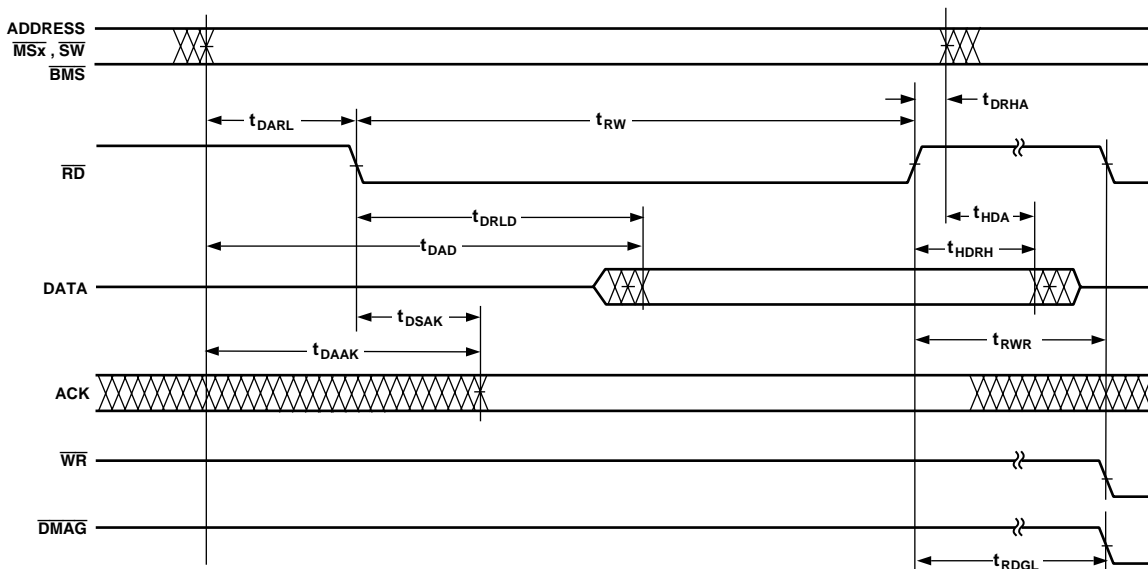 ADDRESS
MSx , SW
BMS
tDRHA
tDARL
tRW
RD
tDRLD
tHDA
tDAD
tHDRH
DATA
tDSAK
tRWR
tDAAK
ACK
WR
DMAG
tRDGL